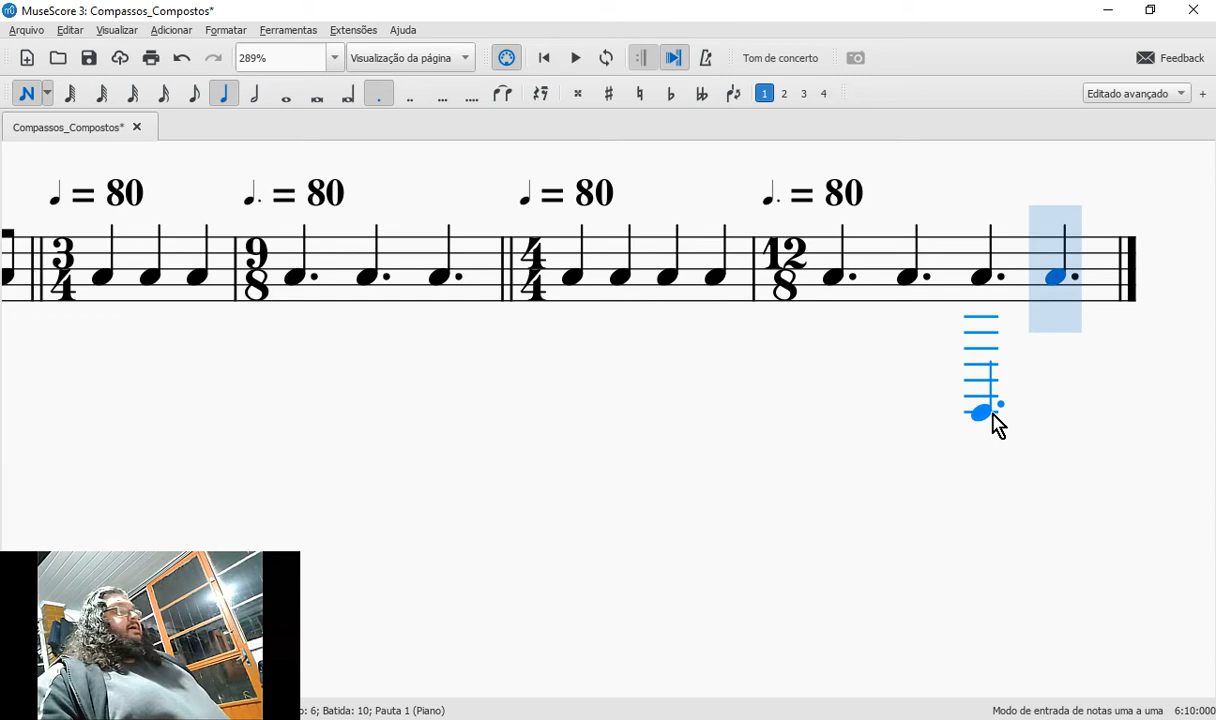 MuseScore 3: Compassos_Compostos*
Arquivo Editar Visualizar Adicionar Formatar Ferramentas Extensões Ajuda
289% Visualização da página Tom de concerto Feedback
1 2 3 4 Editado avançado +
Compassos_Compostos*
= 80 = 80 = 80 = 80
3 9 4 12
4 8 4 8
o: 6; Batida: 10; Pauta 1 (Piano) Modo de entrada de notas uma a uma 6:10:000